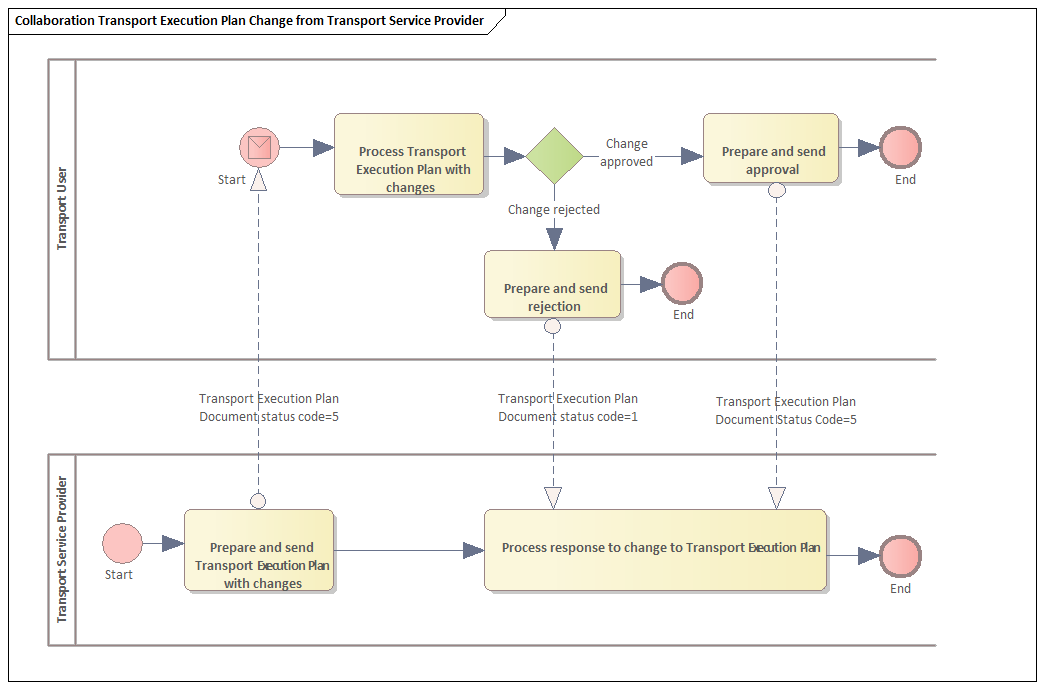 Collaboration Transport Execution Plan Change from Transport Service Provider
Transport User
Start
Process Transport
Execution Plan with
changes
Change
approved
Change rejected
Prepare and send
approval
End
Prepare and send
rejection
End
Transport Execution Plan
Document status code=5
Transport Execution Plan
Document status code=1
Transport Execution Plan
Document Status Code=5
Transport Service Provider
Start
Prepare and send
Transport Execution Plan
with changes
Process response to change to Transport Execution Plan
End